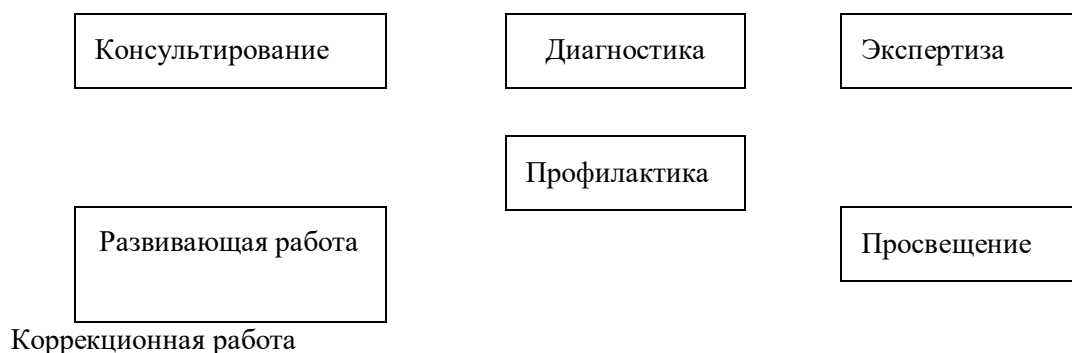 Консультирование
Диагностика
Экспертиза
Профилактика
Развивающая работа
Просвещение
Коррекционная работа